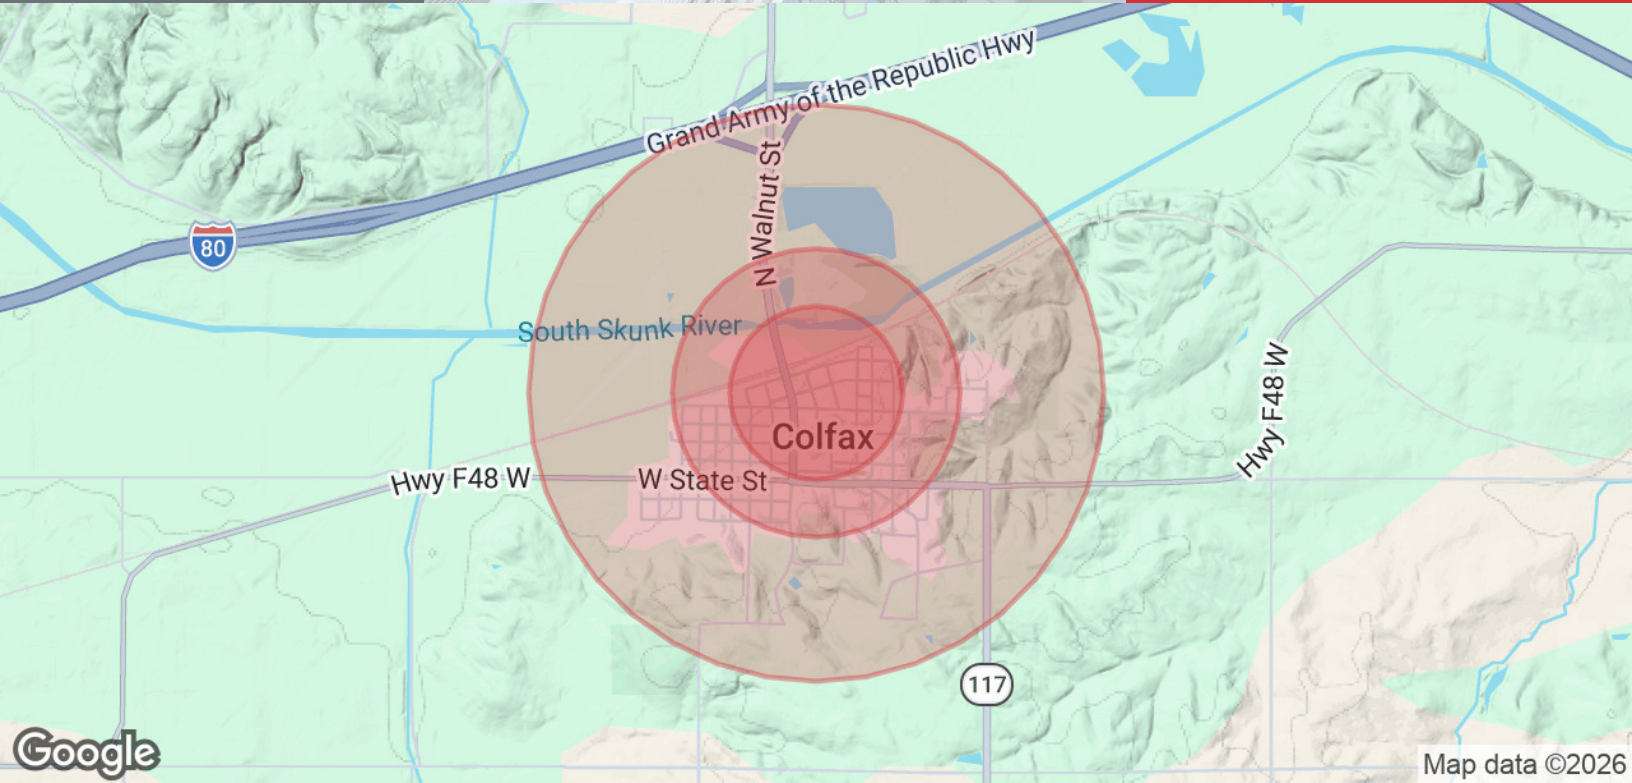 Grand Army of the Republic Hwy
N Walnut St
80
South Skunk River
Hwy F48 W
Colfax
Hwy F48 W
W State St
117
Google
Map data ©2026